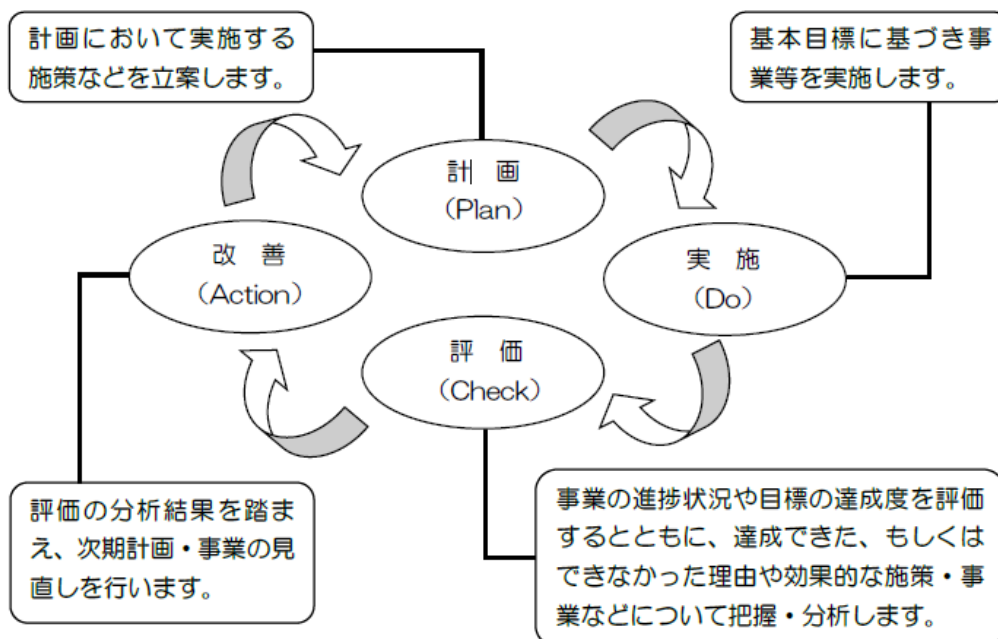 計画において実施する
施策などを立案します。
基本目標に基づき事
業等を実施します。
計　画
（Plan）
改　善
（Action）
実　施
（Do）
評　価
（Check）
評価の分析結果を踏ま
え、次期計画・事業の見
直しを行います。
事業の進捗状況や目標の達成度を評価
するとともに、達成できた、もしくは
できなかった理由や効果的な施策・事
業などについて把握・分析します。